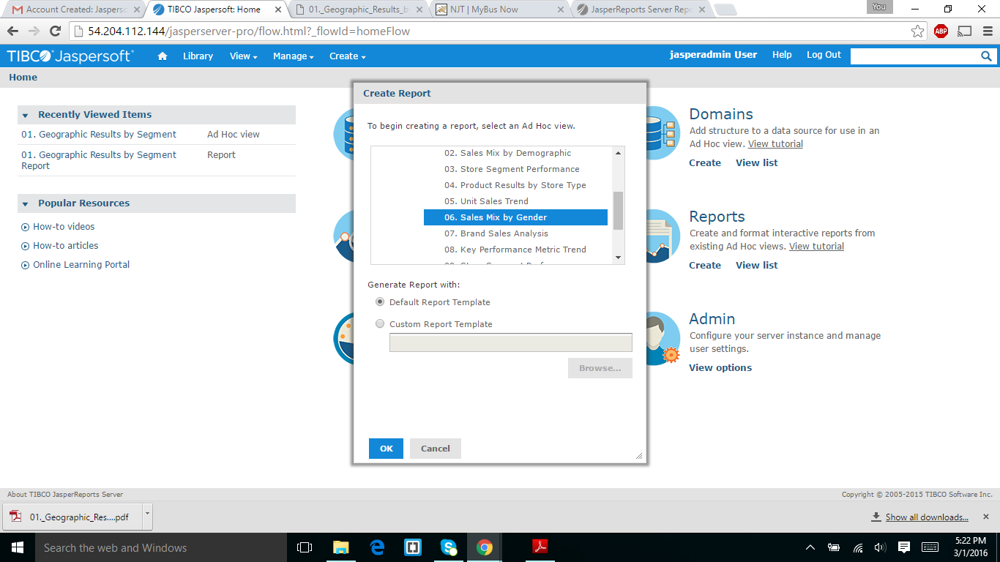 Account Created: Jasperso
TIBCO Jaspersoft: Home
01._Geographic_Results_b
NJT | MyBus Now
JasperReports Server Repo
You
54.204.112.144/jasperserver-pro/flow.html?_flowId=homeFlow
ABP
TIBCO Jaspersoft
Library
View
Manage
Create
jasperadmin User
Help
Log Out
Home
Recently Viewed Items
01. Geographic Results by Segment Ad Hoc view
01. Geographic Results by Segment Report
Report
Popular Resources
How-to videos
How-to articles
Online Learning Portal
Create Report
To begin creating a report, select an Ad Hoc view.
02. Sales Mix by Demographic
03. Store Segment Performance
04. Product Results by Store Type
05. Unit Sales Trend
06. Sales Mix by Gender
07. Brand Sales Analysis
08. Key Performance Metric Trend
Generate Report with:
Default Report Template
Custom Report Template
Browse...
OK
Cancel
Domains
Add structure to a data source for use in an
Ad Hoc view. View tutorial
Create View list
Reports
Create and format interactive reports from
existing Ad Hoc views. View tutorial
Create View list
Admin
Configure your server instance and manage
user settings.
View options
About TIBCO JasperReports Server
Copyright © 2005-2015 TIBCO Software Inc.
01._Geographic_Res....pdf
Show all downloads...
Search the web and Windows
5:22 PM
3/1/2016